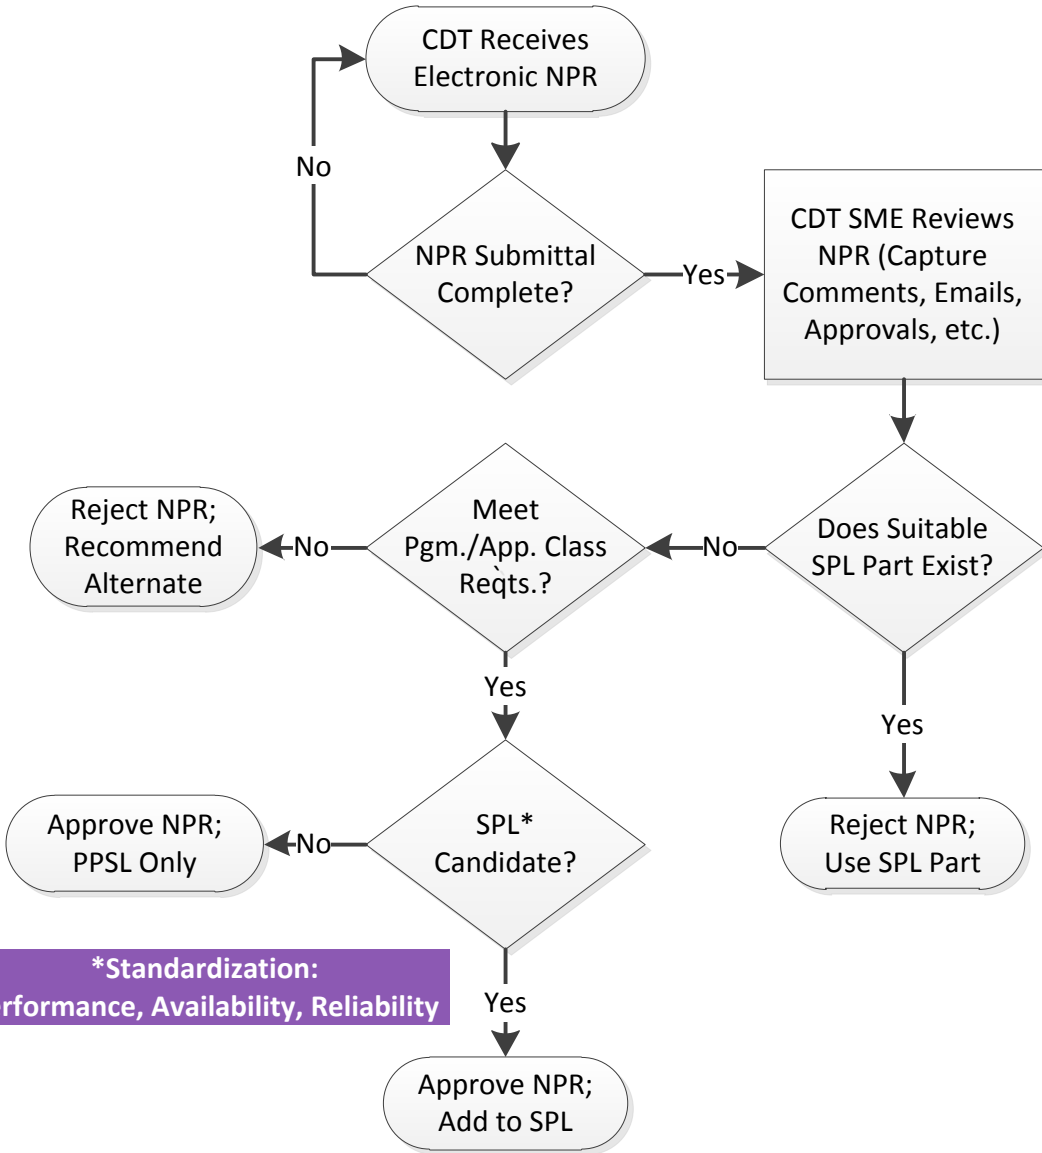 CDT Receives
Electronic NPR
No
NPR Submittal
Complete?
Yes
CDT SME Reviews
NPR (Capture
Comments, Emails,
Approvals, etc.)
Does Suitable
SPL Part Exist?
No
Meet
Pgm./App. Class
Reqts.?
No
Reject NPR;
Recommend
Alternate
Yes
Yes
Reject NPR;
Use SPL Part
SPL*
Candidate?
No
Approve NPR;
PPSL Only
*Standardization:
erformance, Availability, Reliability
Yes
Approve NPR;
Add to SPL